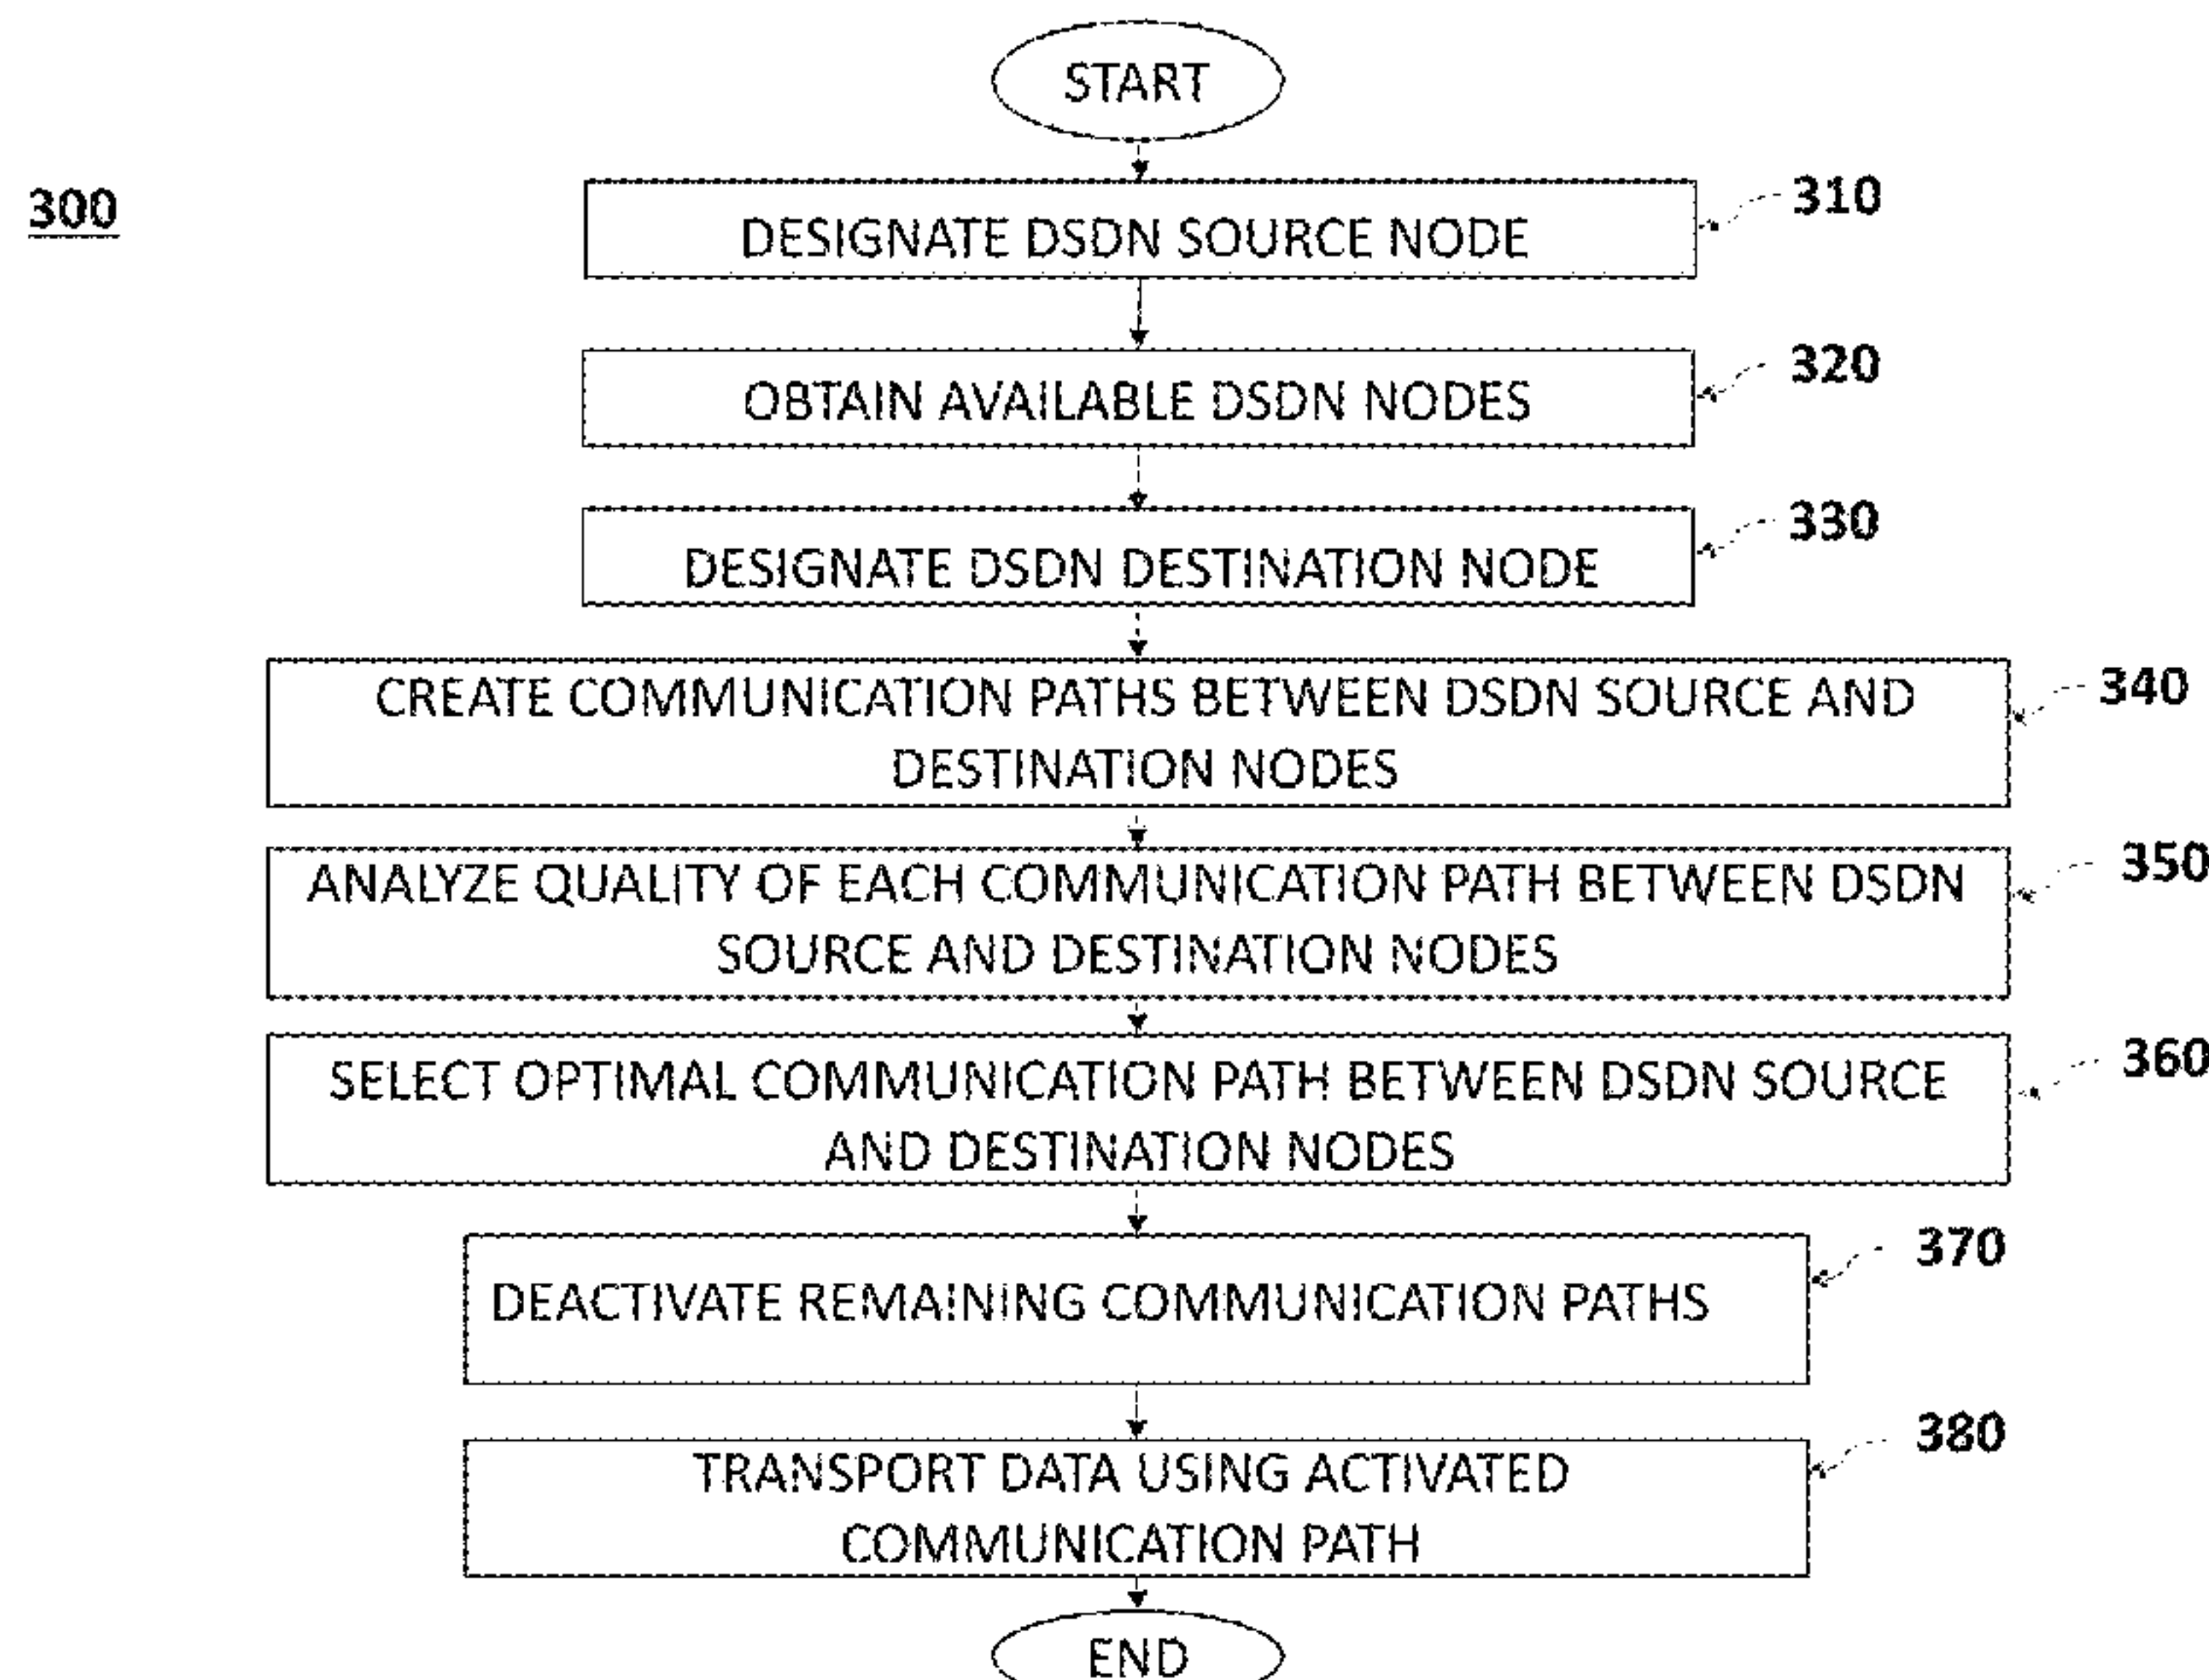 START
300
310
DESIGNATE DSDN SOURCE NODE
320
OBTAIN AVAILABLE DSDN NODES
330
DESIGNATE DSDN DESTINATION NODE
340
CREATE COMMUNICATION PATHS BETWEEN DSDN SOURCE AND
DESTINATION NODES
350
ANALYZE QUALITY OF EACH COMMUNICATION PATH BETWEEN DSDN
SOURCE AND DESTINATION NODES
360
SELECT OPTIMAL COMMUNICATION PATH BETWEEN DSDN SOURCE
AND DESTINATION NODES
370
DEACTIVATE REMAINING COMMUNICATION PATHS
380
TRANSPORT DATA USING ACTIVATED
COMMUNICATION PATH
END